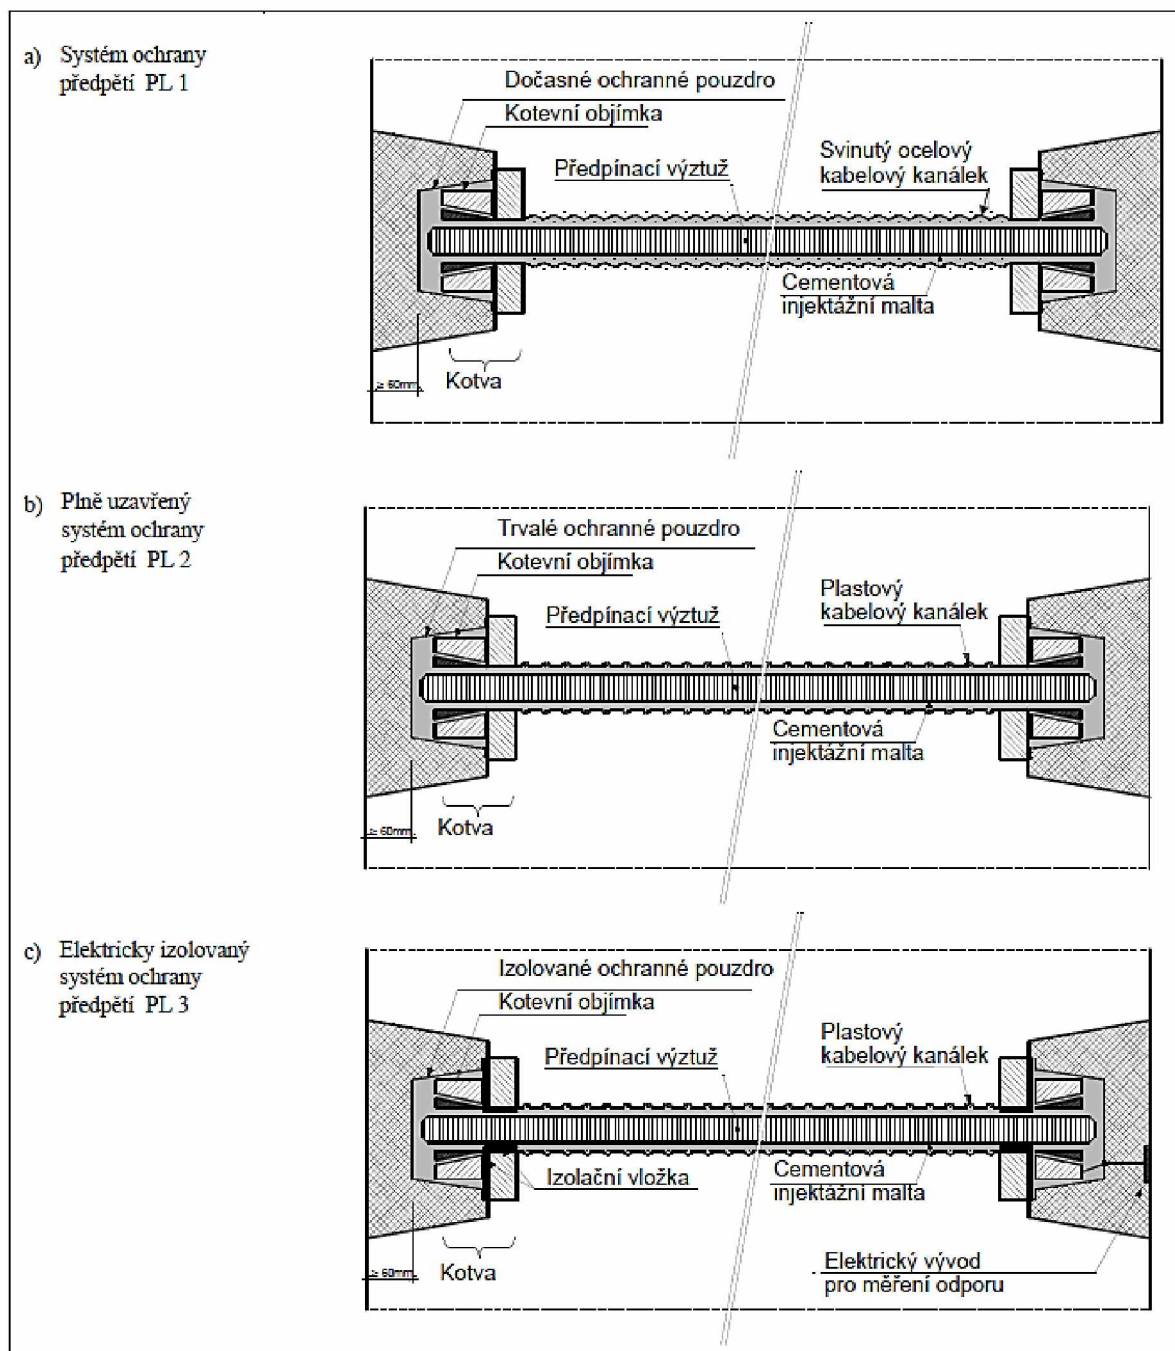 a) Systém ochrany
předpětí PL 1
Dočasné ochranné pouzdro
Kotevní objímka
Předpínací výztuž
Svinutý ocelový
kabelový kanálek
Cementová
injektážní malta
≥ 60mm
Kotva
b) Plně uzavřený
systém ochrany
předpětí PL 2
Trvalé ochranné pouzdro
Kotevní objímka
Předpínací výztuž
Plastový
kabelový kanálek
Cementová
injektážní malta
≥ 60mm
Kotva
c) Elektricky izolovaný
systém ochrany
předpětí PL 3
Izolované ochranné pouzdro
Kotevní objímka
Předpínací výztuž
Plastový
kabelový kanálek
Izolační vložka
Cementová
injektážní malta
≥ 60mm
Kotva
Elektrický vývod
pro měření odporu